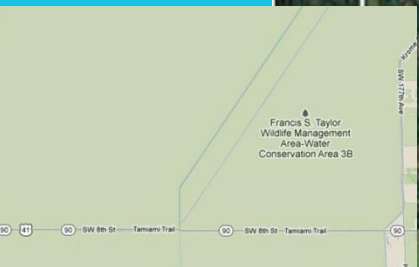 Krome
SW 177th Ave
Francis S Taylor
Wildlife Management
Area-Water
Conservation Area 3B
90 41 90 SW 8th St Tamiami Trail 90 SW 8th St Tamiami Trail 90